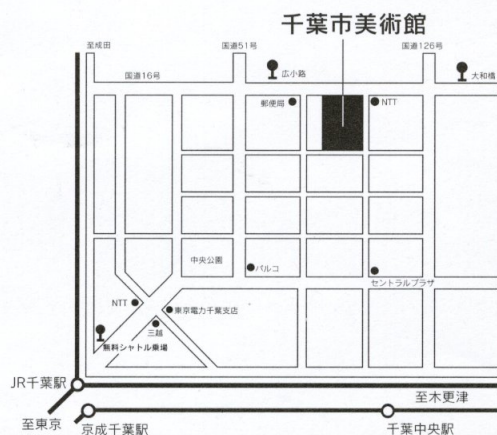 千葉市美術館
至成田
国道51号
国道126号
広小路
大和橋
国道16号
郵便局
NTT
中央公園
パルコ
セントラルプラザ
NTT
東京電力千葉支店
三越
無料シャトル乗場
JR千葉駅
至木更津
至東京
京成千葉駅
千葉中央駅